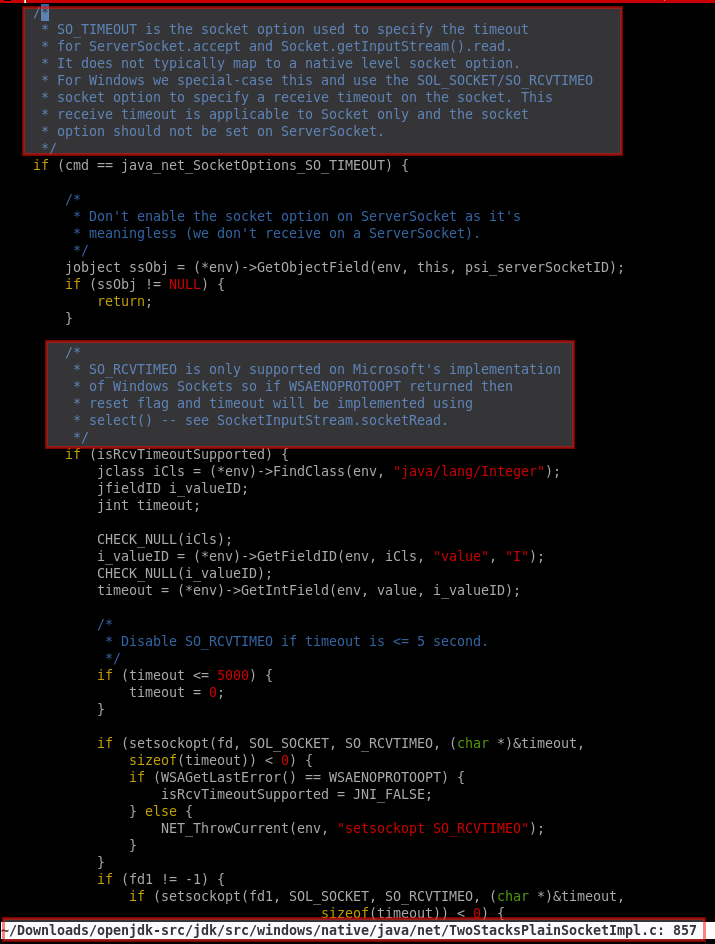 /*
 * SO_TIMEOUT is the socket option used to specify the timeout
 * for ServerSocket.accept and Socket.getInputStream().read.
 * It does not typically map to a native level socket option.
 * For Windows we special-case this and use the SOL_SOCKET/SO_RCVTIMEO
 * socket option to specify a receive timeout on the socket. This
 * receive timeout is applicable to Socket only and the socket
 * option should not be set on ServerSocket.
 */
if (cmd == java_net_SocketOptions_SO_TIMEOUT) {

    /*
     * Don't enable the socket option on ServerSocket as it's
     * meaningless (we don't receive on a ServerSocket).
     */
    jobject ssObj = (*env)->GetObjectField(env, this, psi_serverSocketID);
    if (ssObj != NULL) {
        return;
    }

    /*
     * SO_RCVTIMEO is only supported on Microsoft's implementation
     * of Windows Sockets so if WSAENOPROTOOPT returned then
     * reset flag and timeout will be implemented using
     * select() -- see SocketInputStream.socketRead.
     */
    if (isRcvTimeoutSupported) {
        jclass iCls = (*env)->FindClass(env, "java/lang/Integer");
        jfieldID i_valueID;
        jint timeout;

        CHECK_NULL(iCls);
        i_valueID = (*env)->GetFieldID(env, iCls, "value", "I");
        CHECK_NULL(i_valueID);
        timeout = (*env)->GetIntField(env, value, i_valueID);

        /*
         * Disable SO_RCVTIMEO if timeout is <= 5 second.
         */
        if (timeout <= 5000) {
            timeout = 0;
        }

        if (setsockopt(fd, SOL_SOCKET, SO_RCVTIMEO, (char *)&timeout,
            sizeof(timeout)) < 0) {
            if (WSAGetLastError() == WSAENOPROTOOPT) {
                isRcvTimeoutSupported = JNI_FALSE;
            } else {
                NET_ThrowCurrent(env, "setsockopt SO_RCVTIMEO");
            }
        }
        if (fd1 != -1) {
            if (setsockopt(fd1, SOL_SOCKET, SO_RCVTIMEO, (char *)&timeout,
                                    sizeof(timeout)) < 0) {
~/Downloads/openjdk-src/jdk/src/windows/native/java/net/TwoStacksPlainSocketImpl.c: 857